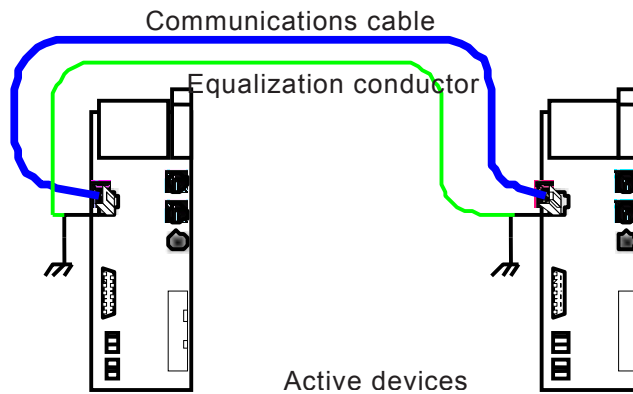 Communications cable
Equalization conductor
Active devices